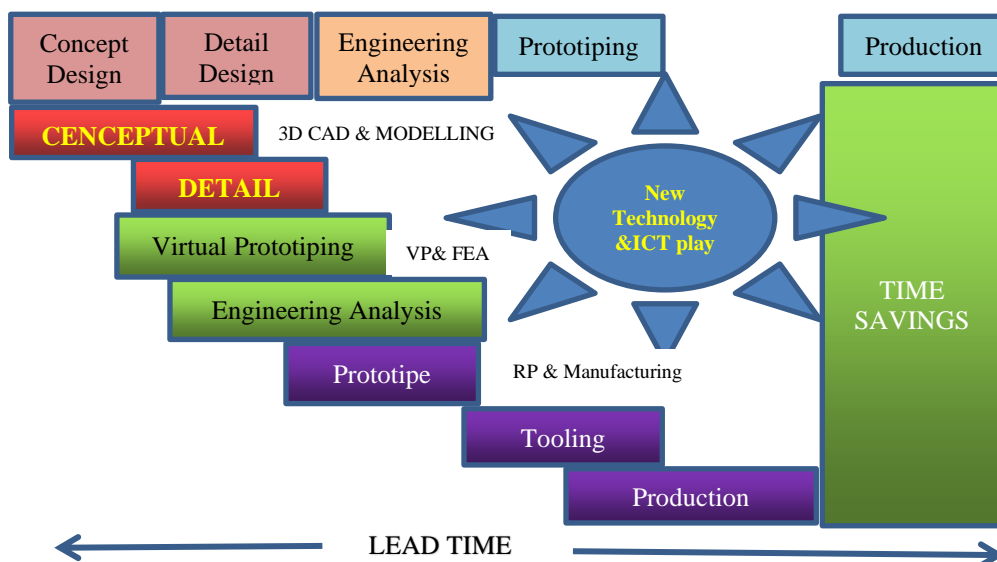 Concept
Design
Detail
Design
Engineering
Analysis
Prototiping
Production
CENCEPTUAL
3D CAD & MODELLING
DETAIL
New
Technology
&ICT play
Virtual Prototiping
VP& FEA
Engineering Analysis
TIME
SAVINGS
Prototipe
RP & Manufacturing
Tooling
Production
LEAD TIME